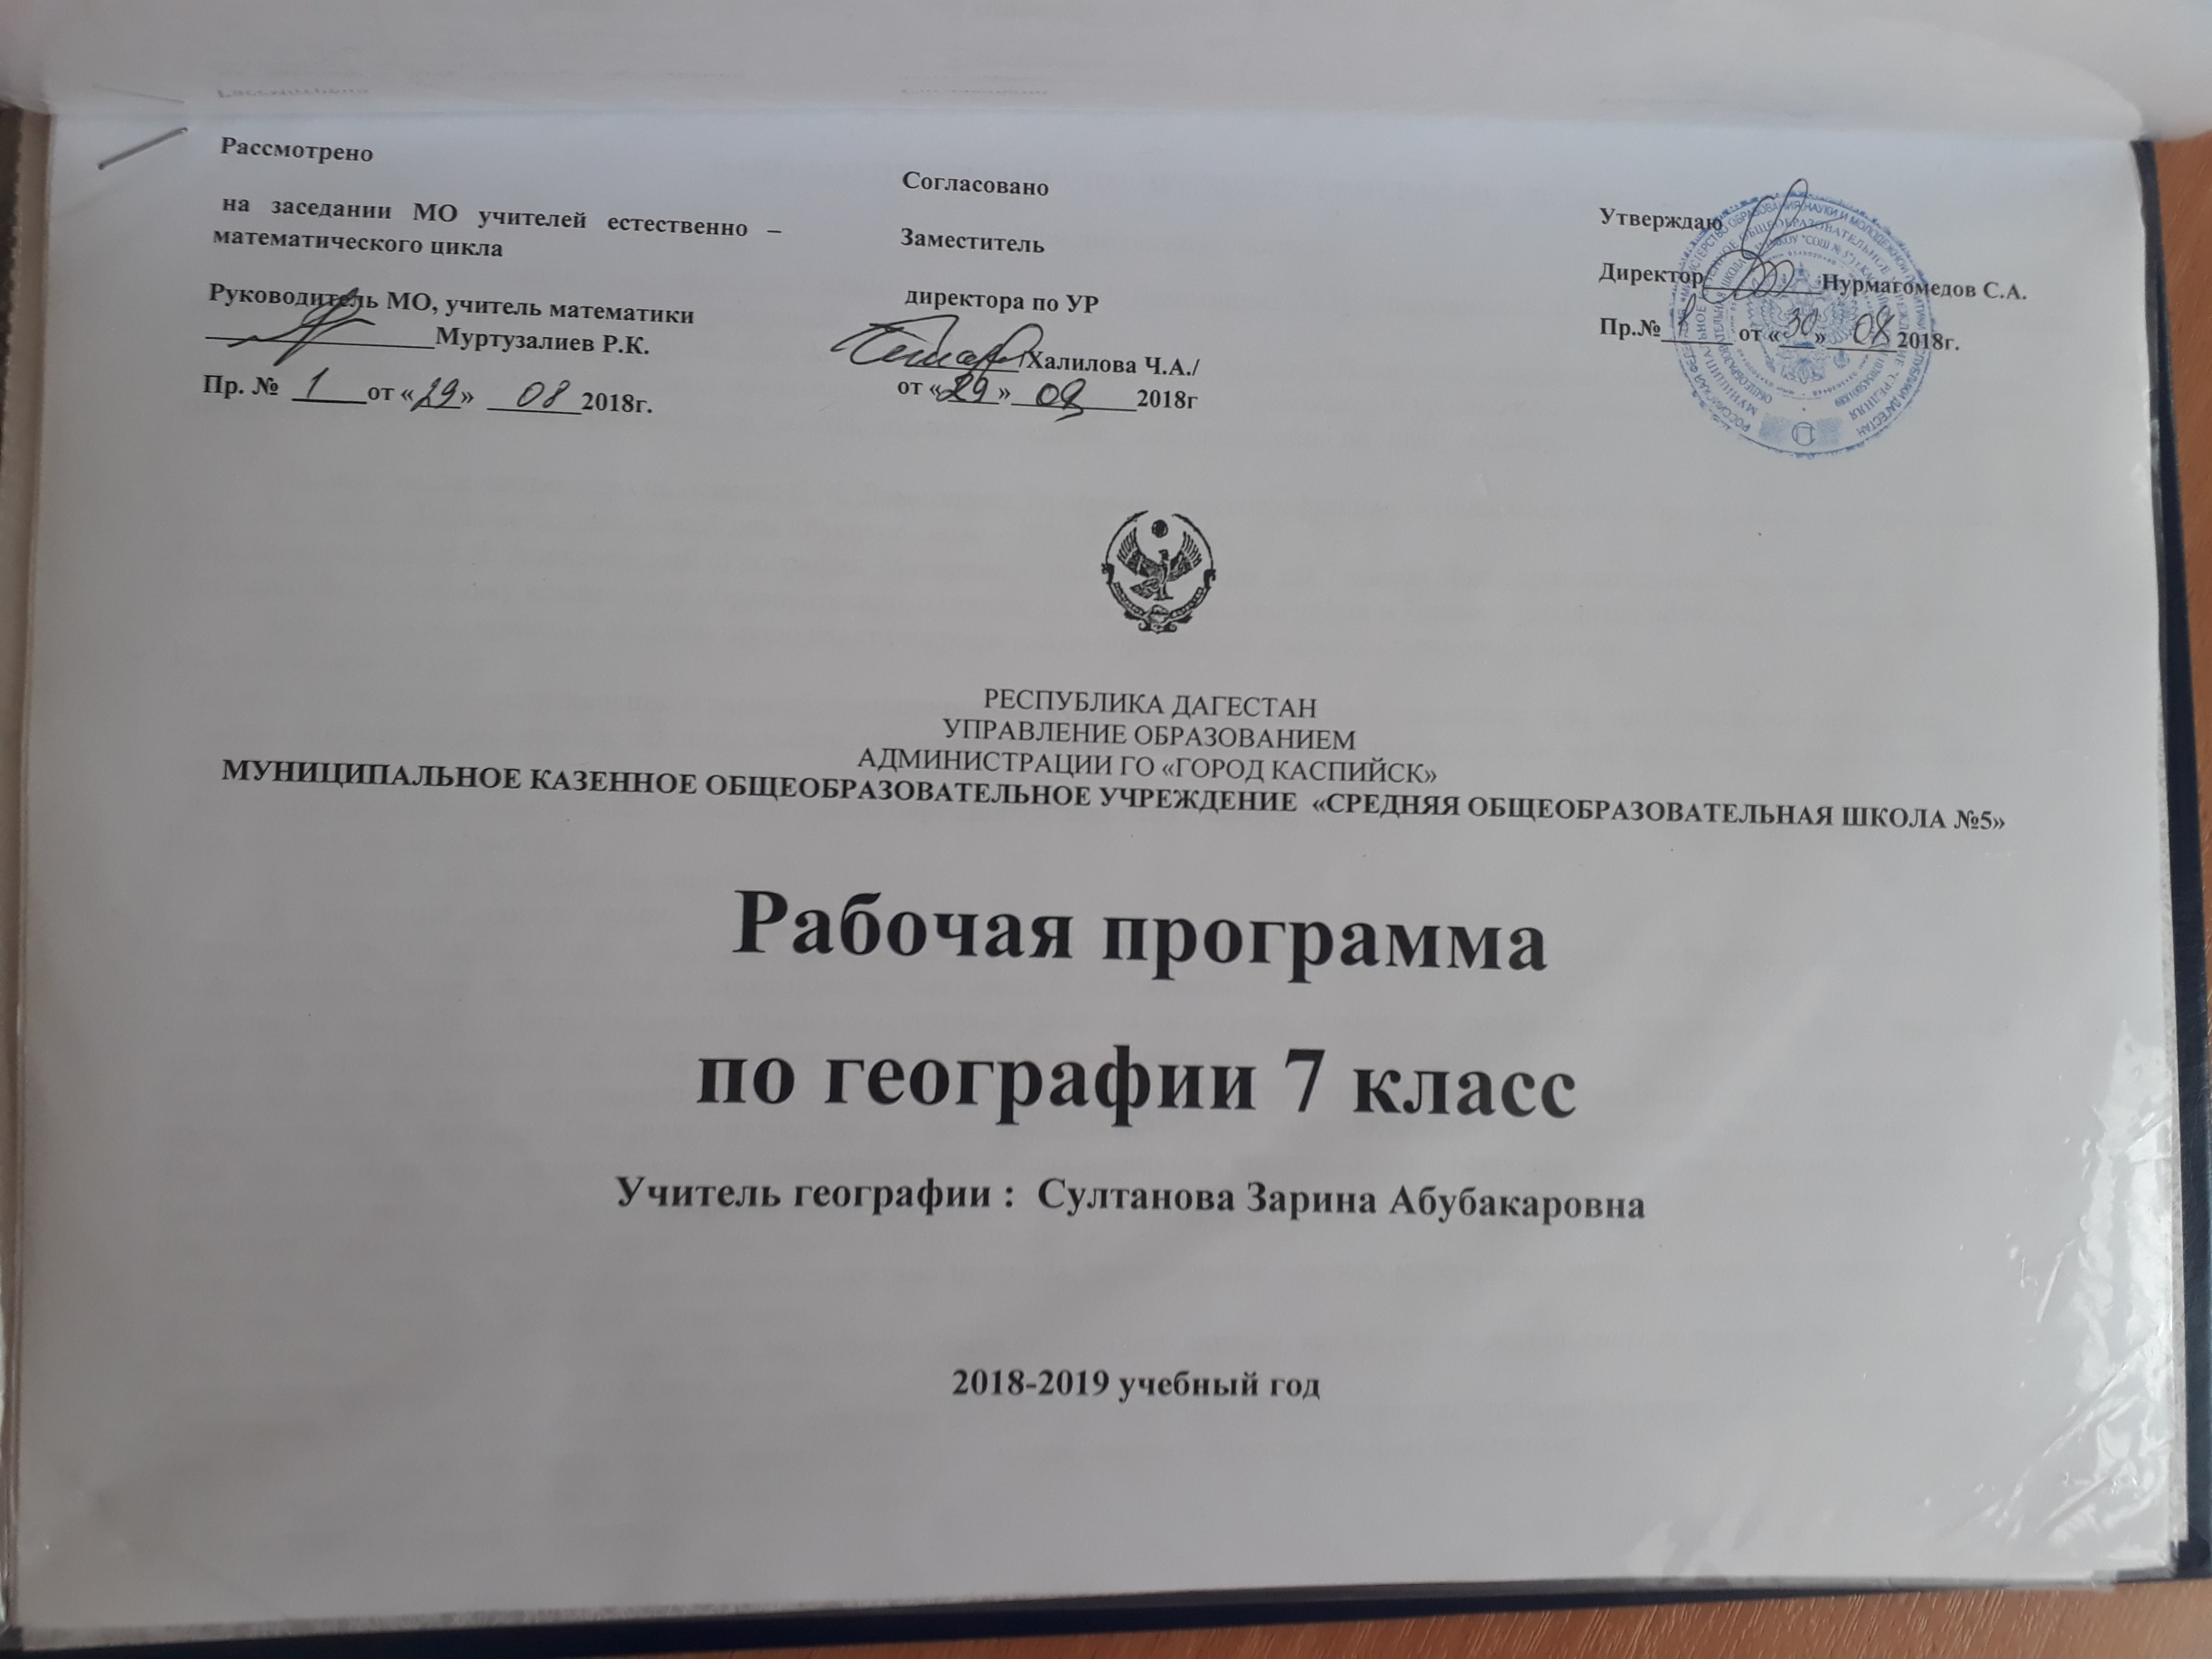 Рассмотрено
на заседании МО учителей естественно –
математического цикла
Руководитель МО, учитель математики
Муртузалиев Р.К.
Пр. № 1 от «29» 08 2018г.
Согласовано
Заместитель
директора по УР
/Халилова Ч.А./
от «29» 08 2018г
Утверждаю
Директор Нурмагомедов С.А.
Пр.№ 1 от «30» 08 2018г.
РЕСПУБЛИКА ДАГЕСТАН
УПРАВЛЕНИЕ ОБРАЗОВАНИЕМ
АДМИНИСТРАЦИИ ГО «ГОРОД КАСПИЙСК»
МУНИЦИПАЛЬНОЕ КАЗЕННОЕ ОБЩЕОБРАЗОВАТЕЛЬНОЕ УЧРЕЖДЕНИЕ «СРЕДНЯЯ ОБЩЕОБРАЗОВАТЕЛЬНАЯ ШКОЛА №5»
Рабочая программа
по географии 7 класс
Учитель географии : Султанова Зарина Абубакаровна
2018-2019 учебный год